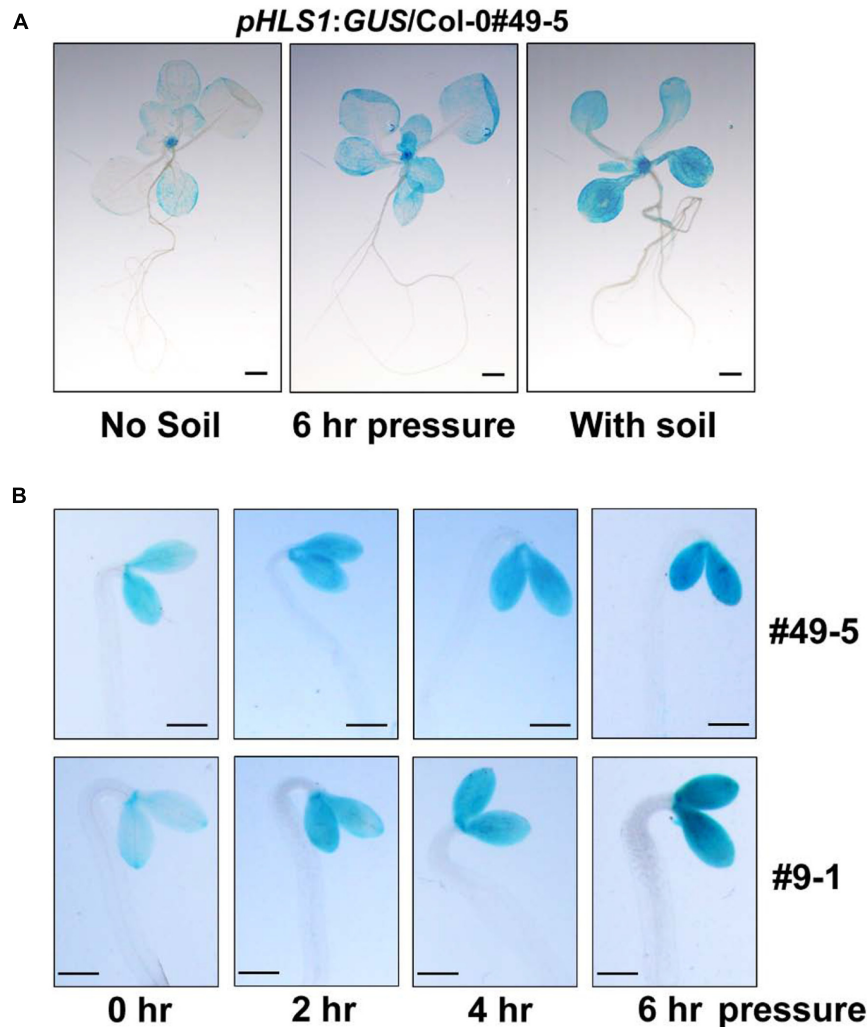 A
pHLS1:GUS/Col-0#49-5
No Soil 6 hr pressure With soil
B
#49-5
#9-1
0 hr 2 hr 4 hr 6 hr pressure